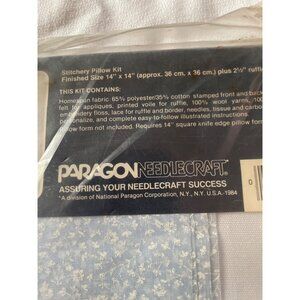 Stitchery Pillow Kit
Finished Size 14" x 14" (approx. 36 cm. x 36 cm.) plus 2½" ruffle
THIS KIT CONTAINS:
Homespun fabric 65% polyester/35% cotton stamped front and back
felt for appliques, printed voile for ruffle, 100% wool yarns, 100
embroidery floss, lace for ruffle and border, needles, tracing and carbon
personalize, and complete easy-to-follow illustrated instructions.
Pillow form not included. Requires 14" square knife edge pillow form
PARAGON NEEDLECRAFT
ASSURING YOUR NEEDLECRAFT SUCCESS
*A division of National Paragon Corporation, N.Y., N.Y. U.S.A.·1984
0